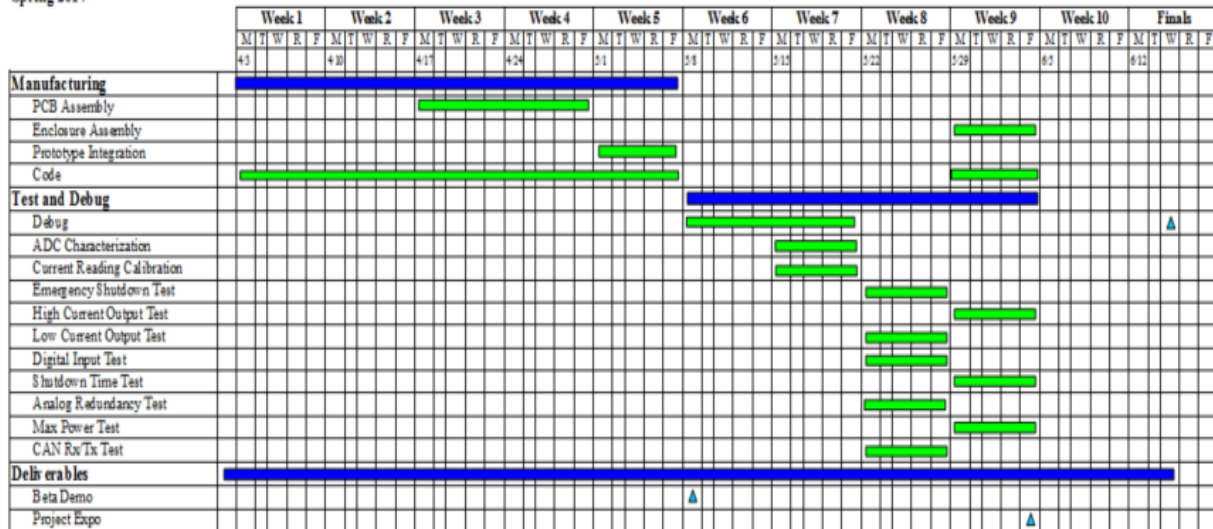 Week 1 Week 2 Week 3 Week 4 Week 5 Week 6 Week 7 Week 8 Week 9 Week 10 Finals
M T W R F M T W R F M T W R F M T W R F M T W R F M T W R F M T W R F M T W R F M T W R F M T W R F M T W R F
4/3 4/10 4/17 4/24 5/1 5/8 5/15 5/22 5/29 6/5 6/12
Manufacturing
PCB Assembly
Enclosure Assembly
Prototype Integration
Code
Test and Debug
Debug
ADC Characterization
Current Reading Calibration
Emergency Shutdown Test
High Current Output Test
Low Current Output Test
Digital Input Test
Shutdown Time Test
Analog Redundancy Test
Max Power Test
CAN Rx/Tx Test
Deliverables
Beta Demo
Project Expo